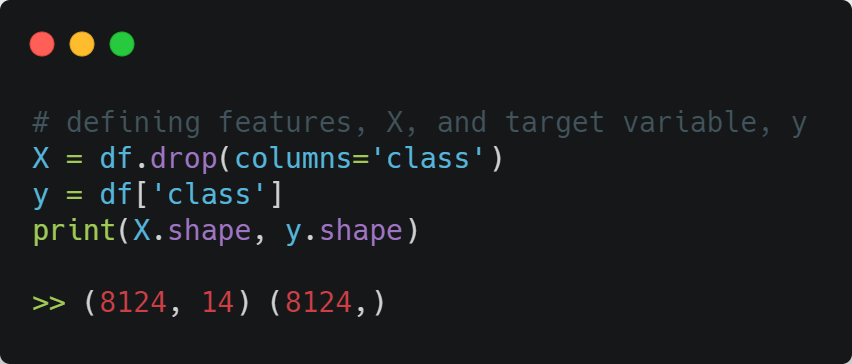 # defining features, X, and target variable, y
X = df.drop(columns='class')
y = df['class']
print(X.shape, y.shape)
>> (8124, 14) (8124,)